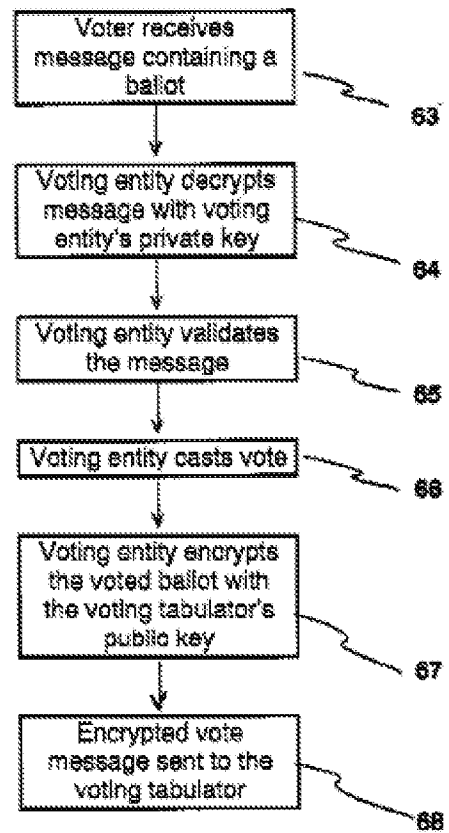 Voter receives
message containing a
ballot
63
Voting entity decrypts
message with voting
entity's private key
64
Voting entity validates
the message
65
Voting entity casts vote
66
Voting entity encrypts
the voted ballot with
the voting tabulator's
public key
67
Encrypted vote
message sent to the
voting tabulator
68